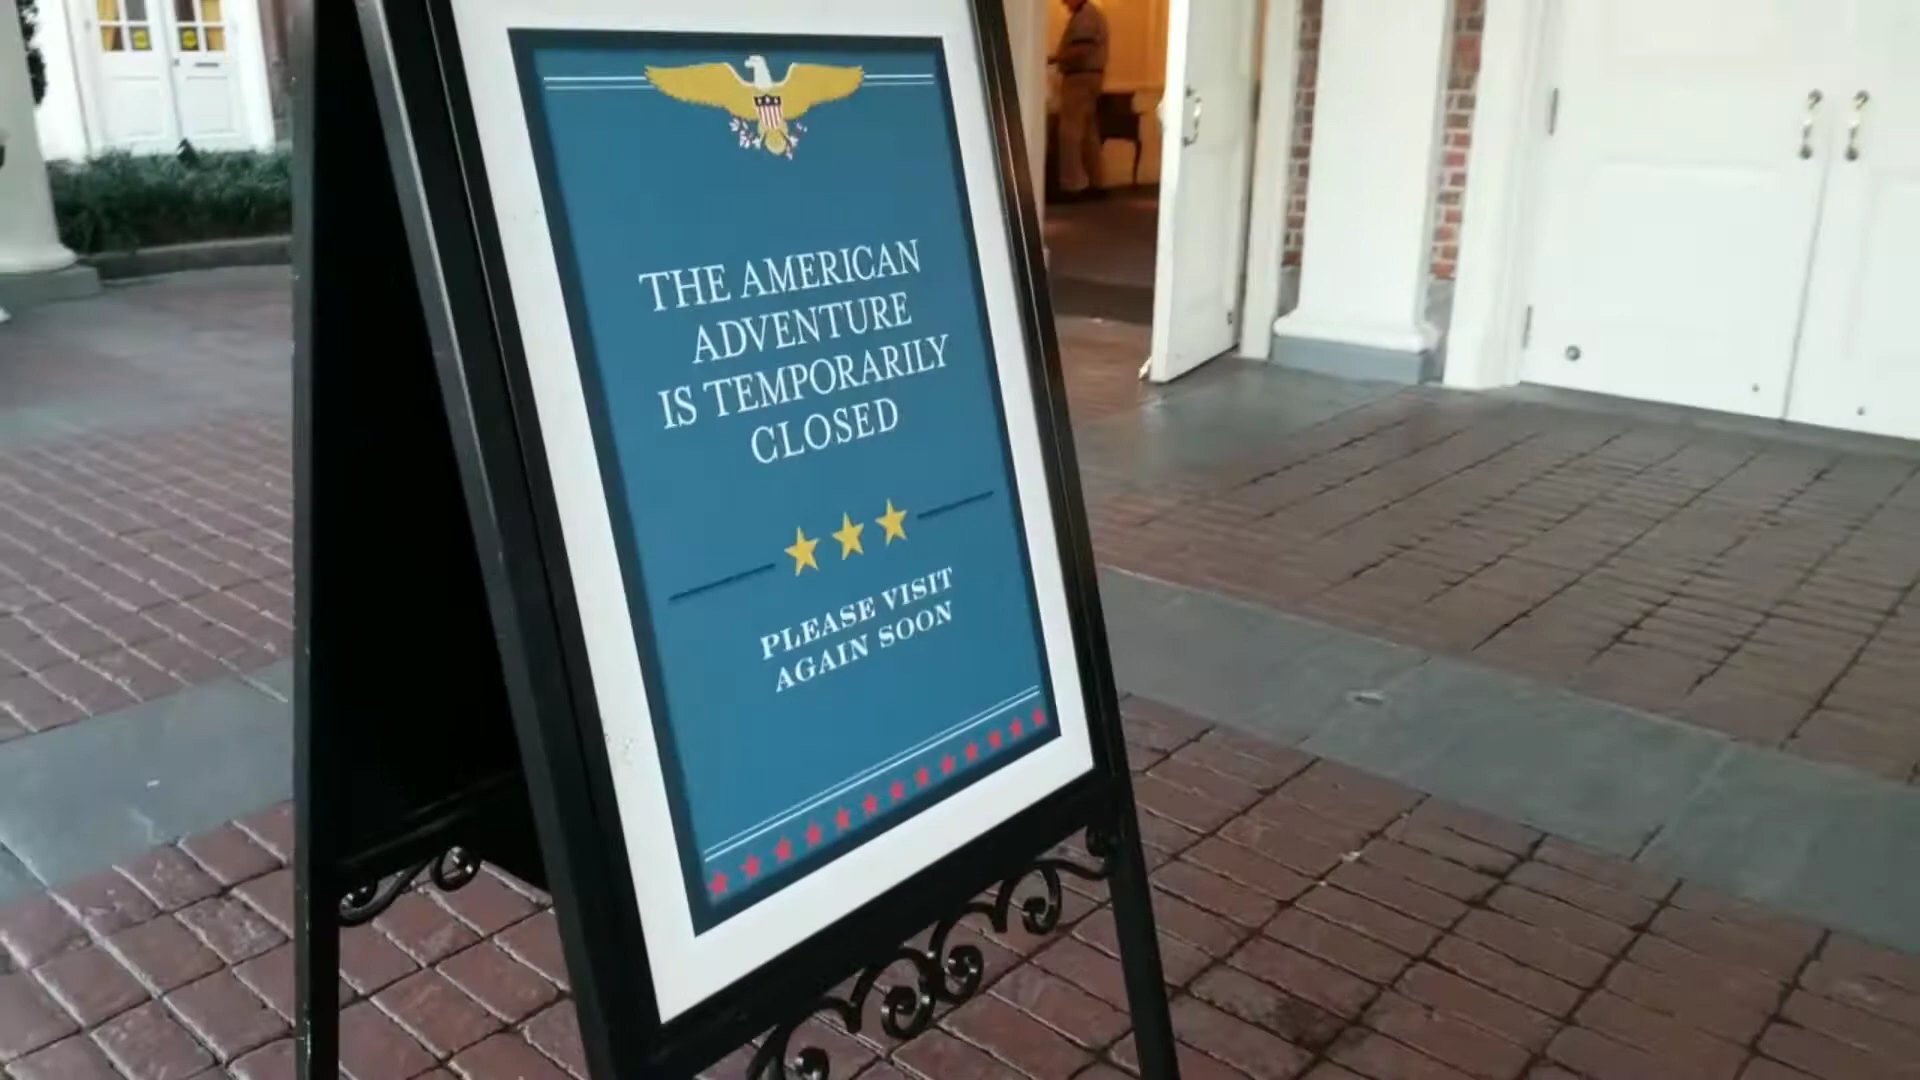 THE AMERICAN
ADVENTURE
IS TEMPORARILY
CLOSED
PLEASE VISIT
AGAIN SOON